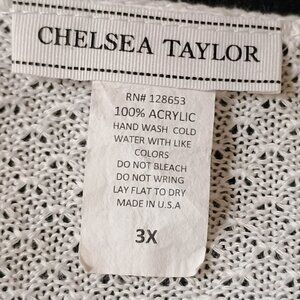 CHELSEA TAYLOR
RN# 128653
100% ACRYLIC
HAND WASH COLD
WATER WITH LIKE
COLORS
DO NOT BLEACH
DO NOT WRING
LAY FLAT TO DRY
MADE IN U.S.A
3X